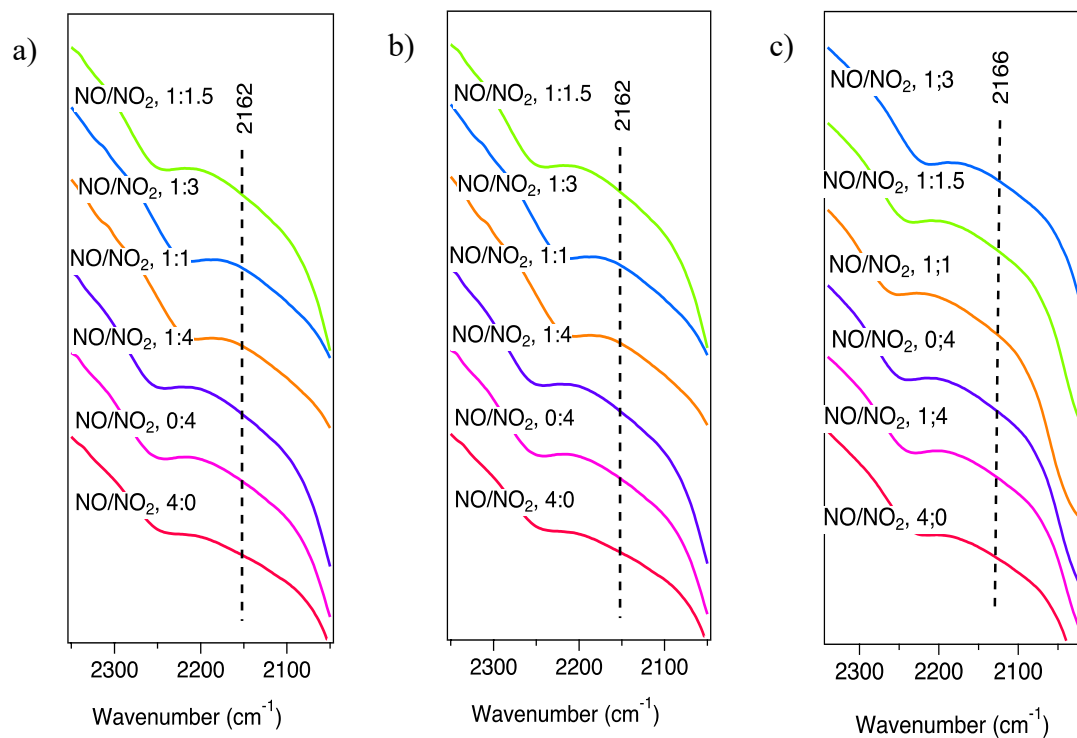 a)
NO/NO2, 1:1.5
NO/NO2, 1:3
NO/NO2, 1:1
NO/NO2, 1:4
NO/NO2, 0:4
NO/NO2, 4:0
2162
2300 2200 2100
Wavenumber (cm-1)
b)
NO/NO2, 1:1.5
NO/NO2, 1:3
NO/NO2, 1:1
NO/NO2, 1:4
NO/NO2, 0:4
NO/NO2, 4:0
2162
2300 2200 2100
Wavenumber (cm-1)
c)
NO/NO2, 1;3
NO/NO2, 1:1.5
NO/NO2, 1;1
NO/NO2, 0;4
NO/NO2, 1;4
NO/NO2, 4;0
2166
2300 2200 2100
Wavenumber (cm-1)